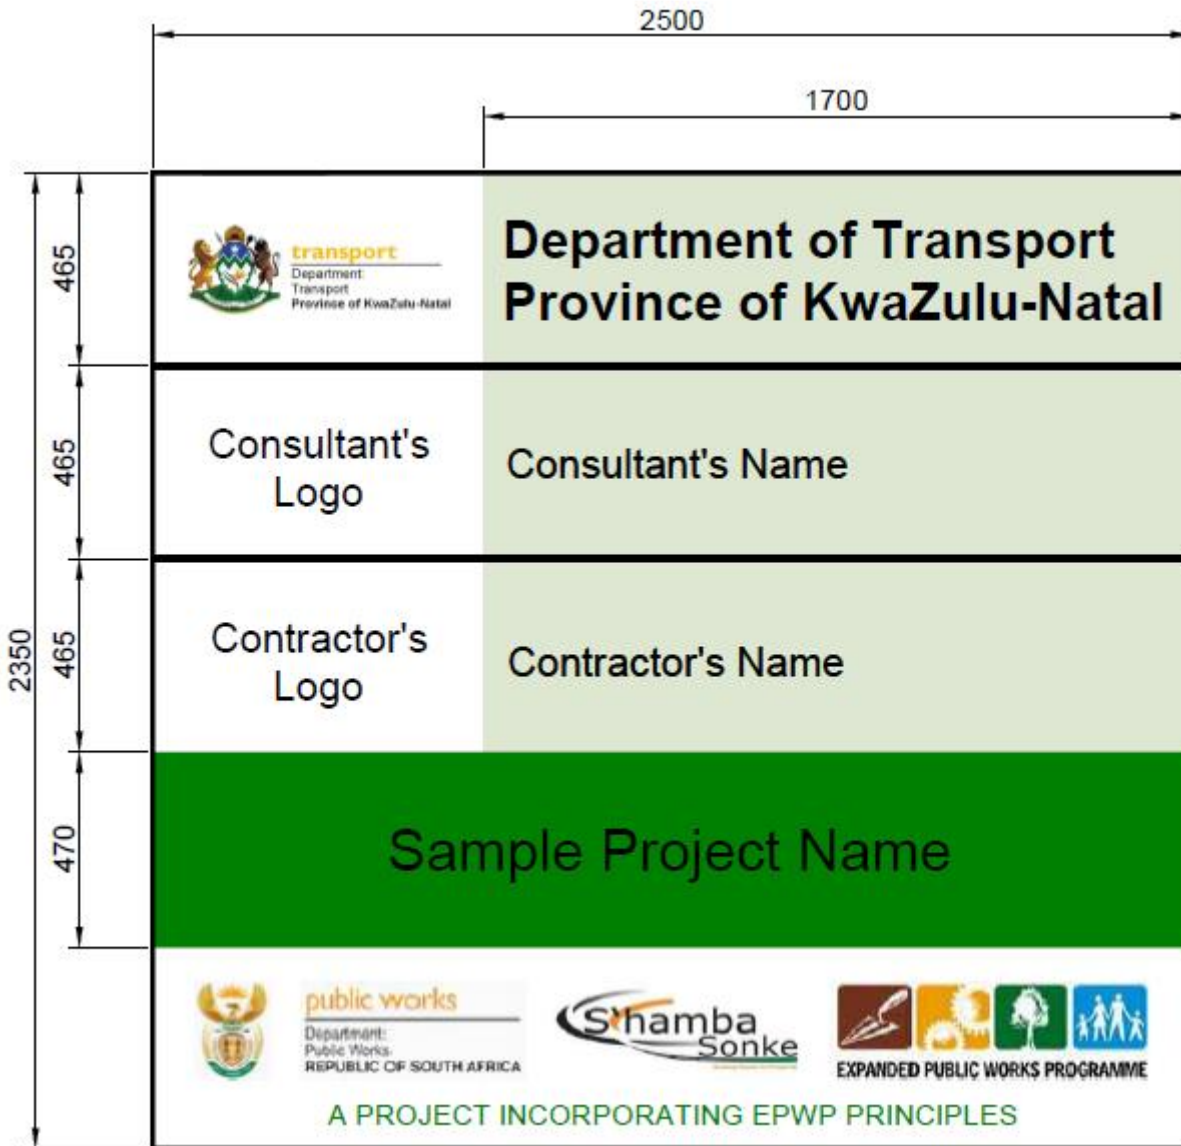 2500
1700
465
transport
Department
Transport
Province of KwaZulu-Natal
Department of Transport
Province of KwaZulu-Natal
465
Consultant's
Logo
Consultant's Name
2350
465
Contractor's
Logo
Contractor's Name
470
Sample Project Name
public works
Department:
Public Works
REPUBLIC OF SOUTH AFRICA
S'hamba
Sonke
EXPANDED PUBLIC WORKS PROGRAMME
A PROJECT INCORPORATING EPWP PRINCIPLES